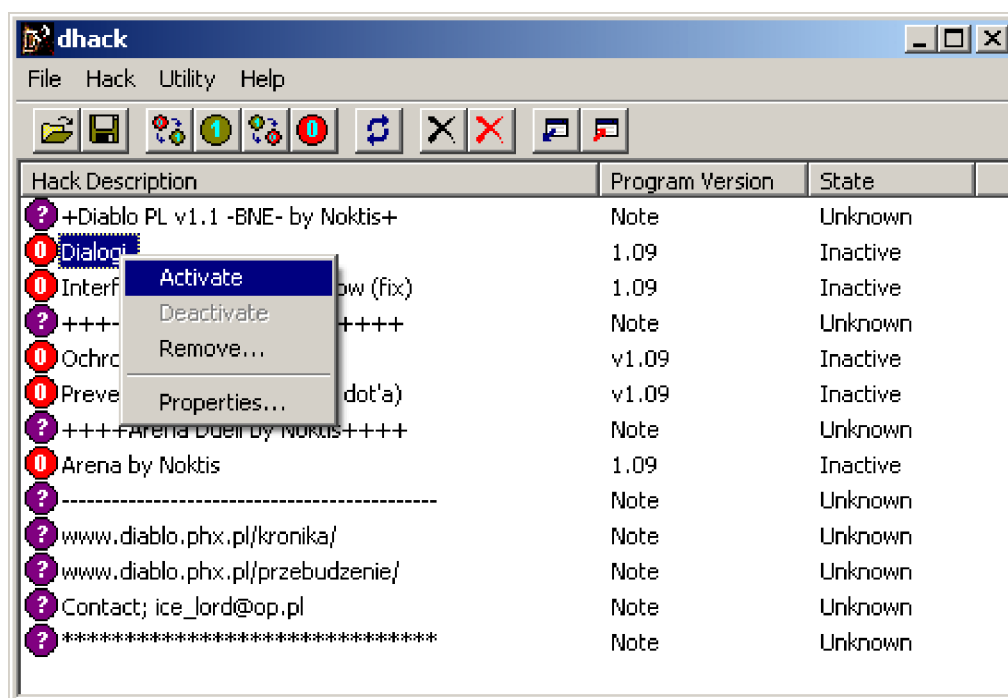 dhack
File Hack Utility Help
Hack Description Program Version State
+Diablo PL v1.1 -BNE- by Noktis+ Note Unknown
Dialogi 1.09 Inactive
Activate
Interf ow (fix) 1.09 Inactive
Deactivate
+++- ++++ Note Unknown
Remove...
Ochro v1.09 Inactive
Preve dot'a) v1.09 Inactive
Properties...
++++Arena Duell by Noktis++++ Note Unknown
Arena by Noktis 1.09 Inactive
--------------------------------------------- Note Unknown
www.diablo.phx.pl/kronika/ Note Unknown
www.diablo.phx.pl/przebudzenie/ Note Unknown
Contact; ice_lord@op.pl Note Unknown
****************************** Note Unknown